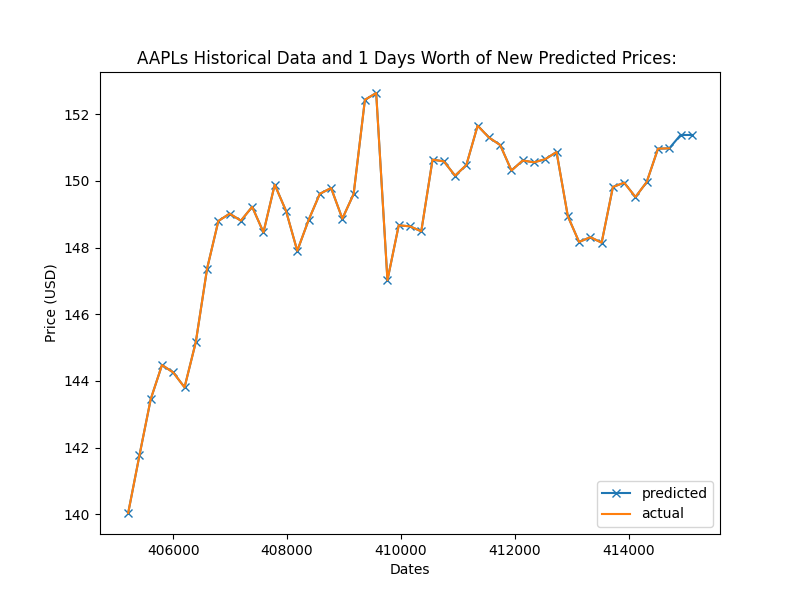 AAPLs Historical Data and 1 Days Worth of New Predicted Prices:
152
150
148
146
144
142
140
Price (USD)
406000 408000 410000 412000 414000
Dates
predicted
actual